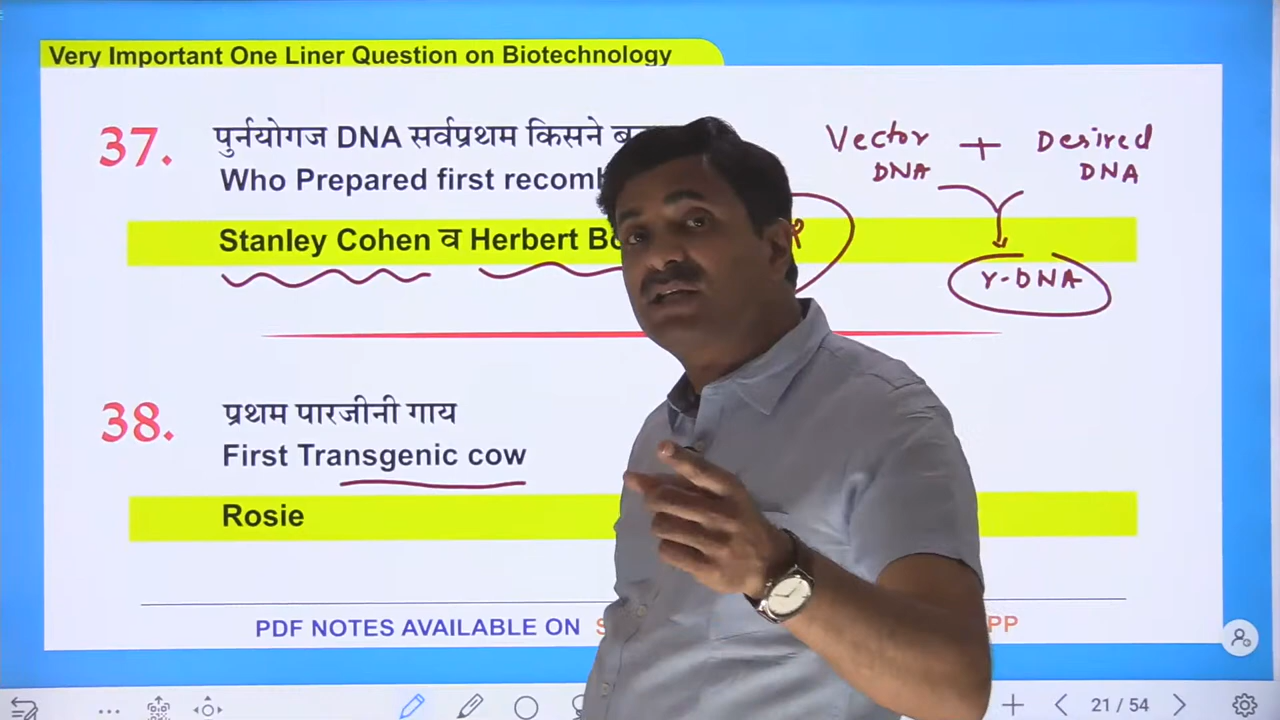 Very Important One Liner Question on Biotechnology
37. पुर्नयोगज DNA सर्वप्रथम किसने
Who Prepared first
Stanley Cohen व Herbert
Vector + Desired
DNA DNA
r-DNA
38. प्रथम पारजीनी गाय
First Transgenic cow
Rosie
PDF NOTES AVAILABLE ON
21 / 54